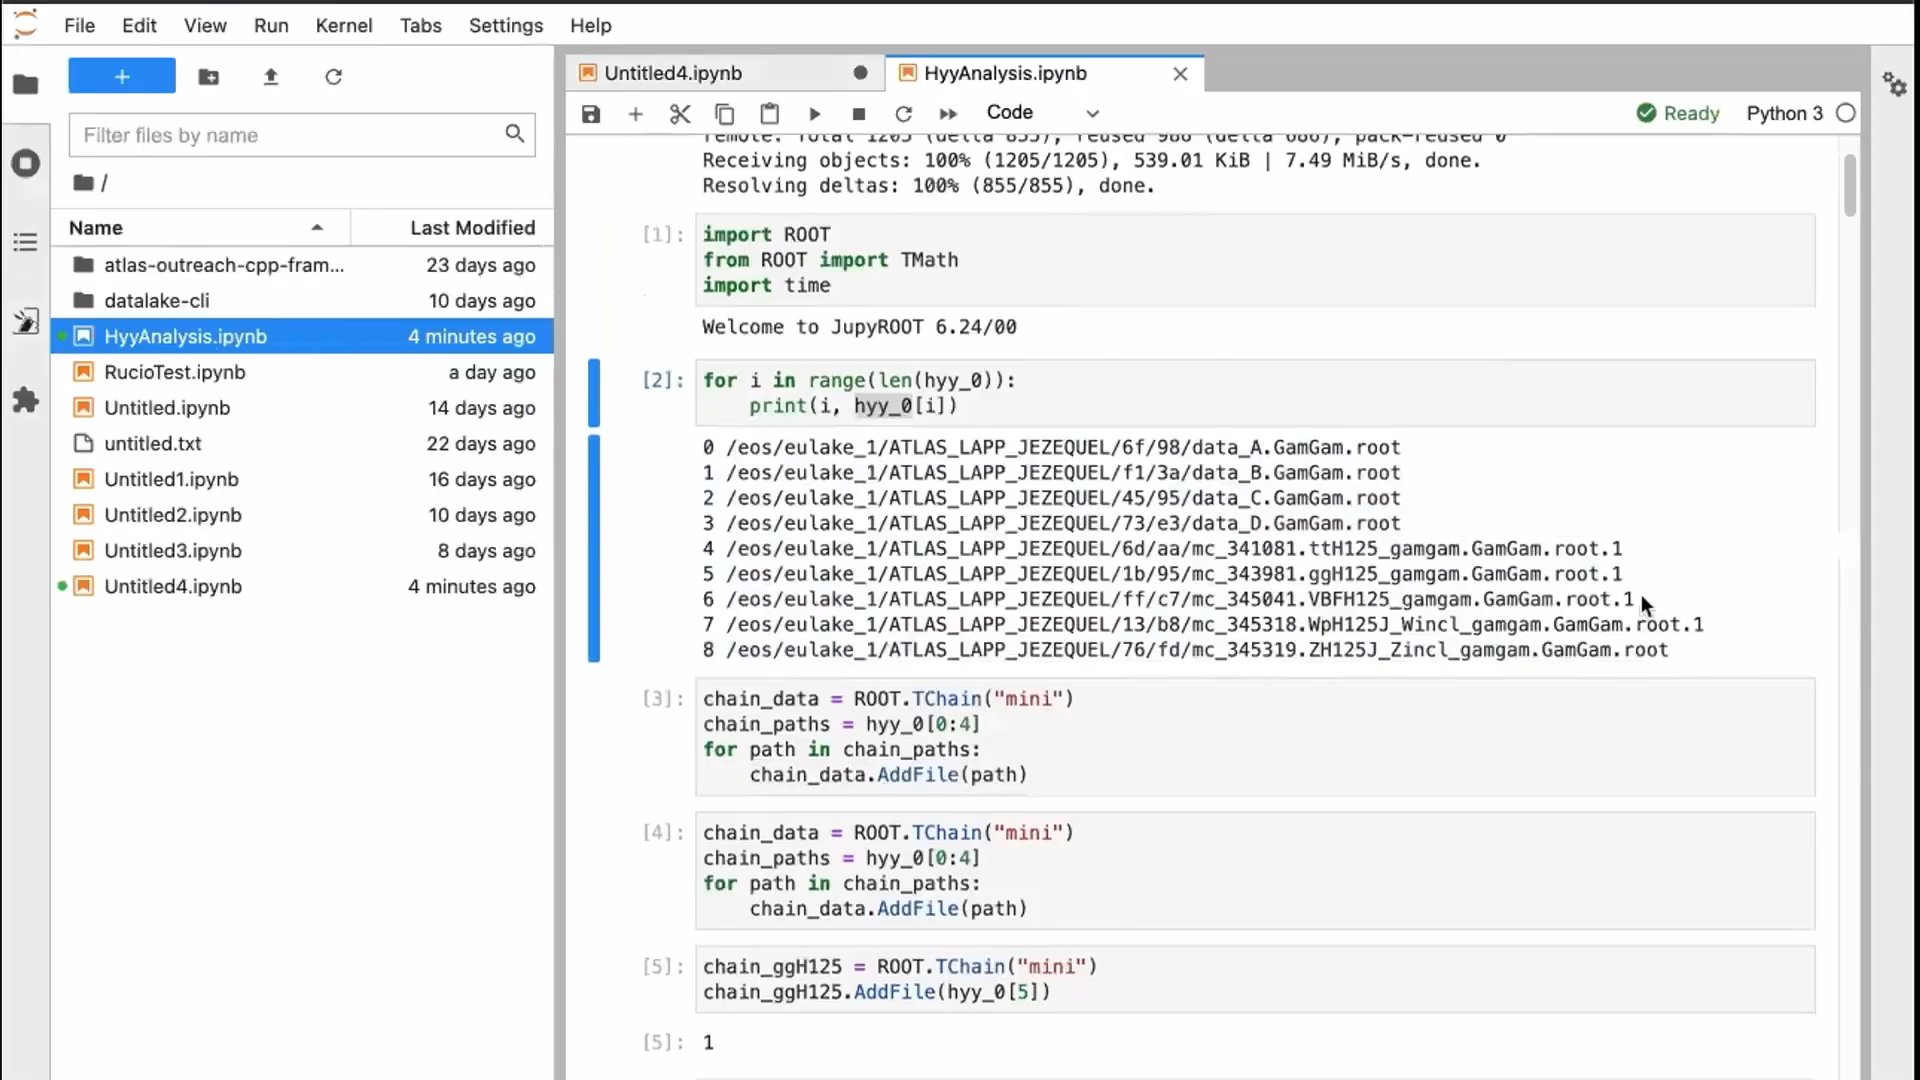 File Edit View Run Kernel Tabs Settings Help
+
Filter files by name
/
Name Last Modified
atlas-outreach-cpp-fram... 23 days ago
datalake-cli 10 days ago
HyyAnalysis.ipynb 4 minutes ago
RucioTest.ipynb a day ago
Untitled.ipynb 14 days ago
untitled.txt 22 days ago
Untitled1.ipynb 16 days ago
Untitled2.ipynb 10 days ago
Untitled3.ipynb 8 days ago
Untitled4.ipynb 4 minutes ago
Untitled4.ipynb HyyAnalysis.ipynb
Code Ready Python 3
remote: Total 1205 (delta 855), reused 986 (delta 686), pack-reused 0
Receiving objects: 100% (1205/1205), 539.01 KiB | 7.49 MiB/s, done.
Resolving deltas: 100% (855/855), done.
[1]: import ROOT
from ROOT import TMath
import time
Welcome to JupyROOT 6.24/00
[2]: for i in range(len(hyy_0)):
print(i, hyy_0[i])
0 /eos/eulake_1/ATLAS_LAPP_JEZEQUEL/6f/98/data_A.GamGam.root
1 /eos/eulake_1/ATLAS_LAPP_JEZEQUEL/f1/3a/data_B.GamGam.root
2 /eos/eulake_1/ATLAS_LAPP_JEZEQUEL/45/95/data_C.GamGam.root
3 /eos/eulake_1/ATLAS_LAPP_JEZEQUEL/73/e3/data_D.GamGam.root
4 /eos/eulake_1/ATLAS_LAPP_JEZEQUEL/6d/aa/mc_341081.ttH125_gamgam.GamGam.root.1
5 /eos/eulake_1/ATLAS_LAPP_JEZEQUEL/1b/95/mc_343981.ggH125_gamgam.GamGam.root.1
6 /eos/eulake_1/ATLAS_LAPP_JEZEQUEL/ff/c7/mc_345041.VBFH125_gamgam.GamGam.root.1
7 /eos/eulake_1/ATLAS_LAPP_JEZEQUEL/13/b8/mc_345318.WpH125J_Wincl_gamgam.GamGam.root.1
8 /eos/eulake_1/ATLAS_LAPP_JEZEQUEL/76/fd/mc_345319.ZH125J_Zincl_gamgam.GamGam.root
[3]: chain_data = ROOT.TChain("mini")
chain_paths = hyy_0[0:4]
for path in chain_paths:
chain_data.AddFile(path)
[4]: chain_data = ROOT.TChain("mini")
chain_paths = hyy_0[0:4]
for path in chain_paths:
chain_data.AddFile(path)
[5]: chain_ggH125 = ROOT.TChain("mini")
chain_ggH125.AddFile(hyy_0[5])
[5]: 1